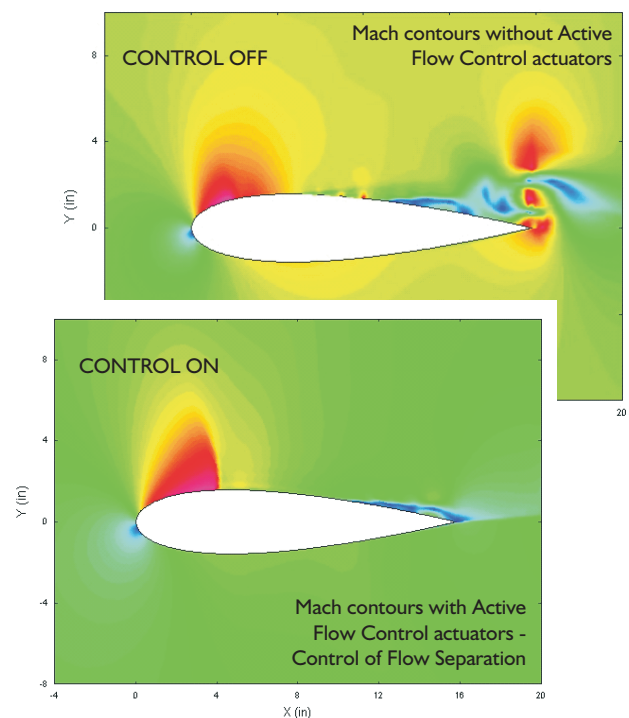 CONTROL OFF
Mach contours without Active
Flow Control actuators
8
4
0
Y (in)
20
CONTROL ON
8
4
0
-4
-8
Y (in)
Mach contours with Active
Flow Control actuators -
Control of Flow Separation
-4
0
4
8
12
16
20
X (in)